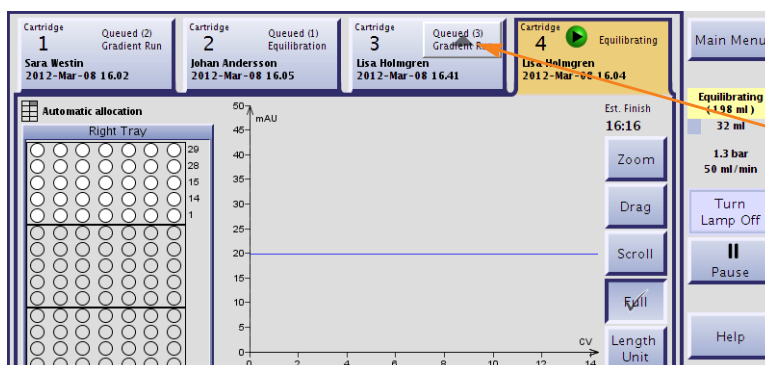 Cartridge
1
Queued (2)
Gradient Run
Sara Westin
2012-Mar-08 16.02
Cartridge
2
Queued (1)
Equilibration
Johan Andersson
2012-Mar-08 16.05
Cartridge
3
Queued (3)
Gradient Run
Lisa Holmgren
2012-Mar-08 16.41
Cartridge
4
Equilibrating
Lisa Holmgren
2012-Mar-08 16.04
Main Menu
Automatic allocation
Right Tray
29
28
15
14
1
50
mAU
45
40
35
30
25
20
15
10
5
0
0 2 4 6 8 10 12 14
CV
Est. Finish
16:16
Zoom
Drag
Scroll
Full
Length
Unit
Equilibrating
(198 ml)
32 ml
1.3 bar
50 ml/min
Turn
Lamp Off
Pause
Help